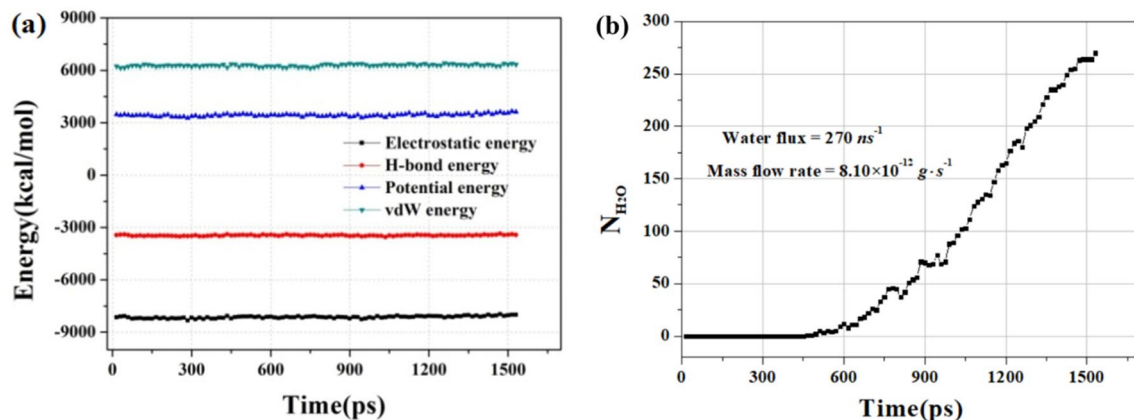 (a)
9000
6000
3000
0
-3000
-6000
-9000
Energy(kcal/mol)
Electrostatic energy
H-bond energy
Potential energy
vdW energy
0 300 600 900 1200 1500
Time(ps)
(b)
300
250
200
150
100
50
0
N_H2O
Water flux = 270 ns⁻¹
Mass flow rate = 8.10×10⁻¹² g · s⁻¹
0 300 600 900 1200 1500
Time(ps)